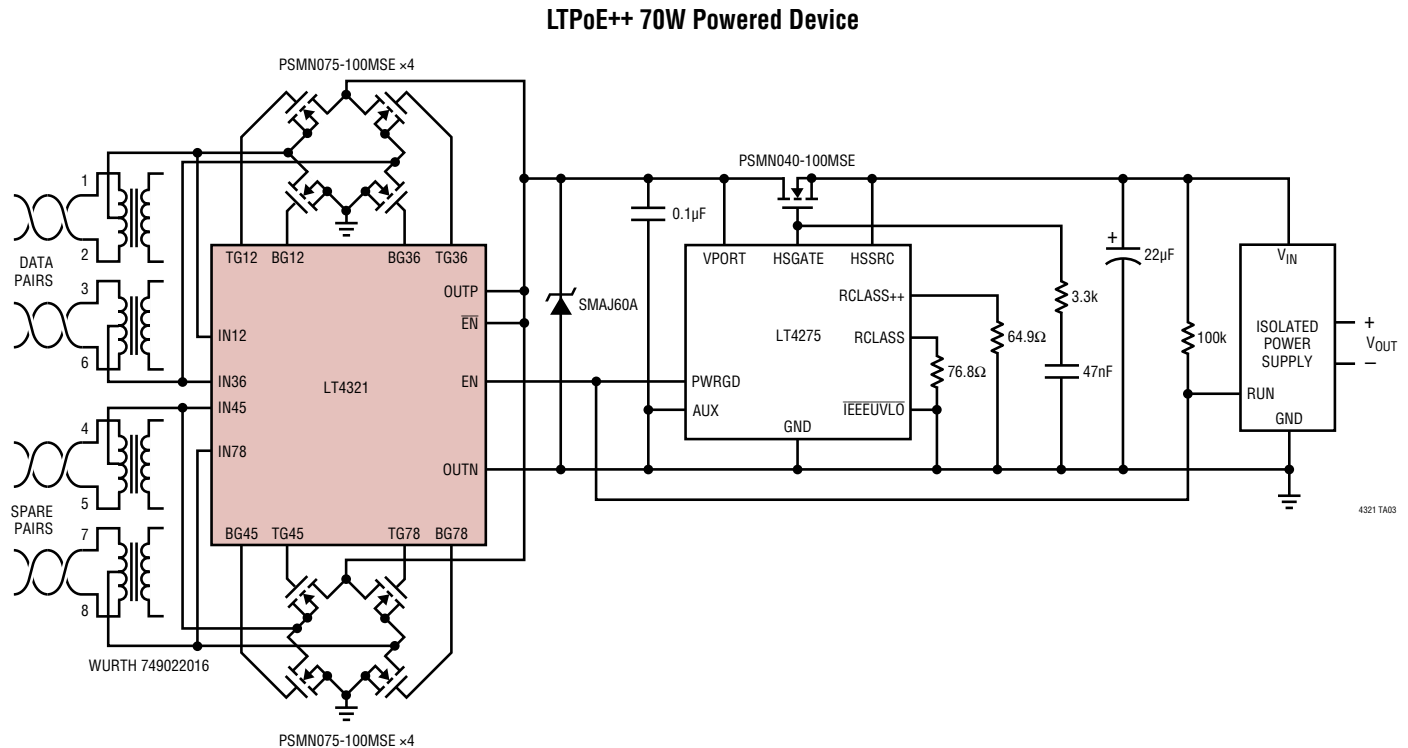 LTPoE++ 70W Powered Device
PSMN075-100MSE ×4
PSMN040-100MSE
1
2
DATA
PAIRS
3
6
4
5
SPARE
PAIRS
7
8
WURTH 749022016
TG12
BG12
BG36
TG36
OUTP
EN
IN12
IN36
LT4321
EN
IN45
IN78
OUTN
BG45
TG45
TG78
BG78
PSMN075-100MSE ×4
SMAJ60A
0.1µF
VPORT
HSGATE
HSSRC
RCLASS++
LT4275
RCLASS
PWRGD
AUX
IEEEUVLO
GND
76.8Ω
64.9Ω
3.3k
47nF
+
22µF
100k
VIN
ISOLATED
POWER
SUPPLY
RUN
GND
+
VOUT
–
4321 TA03